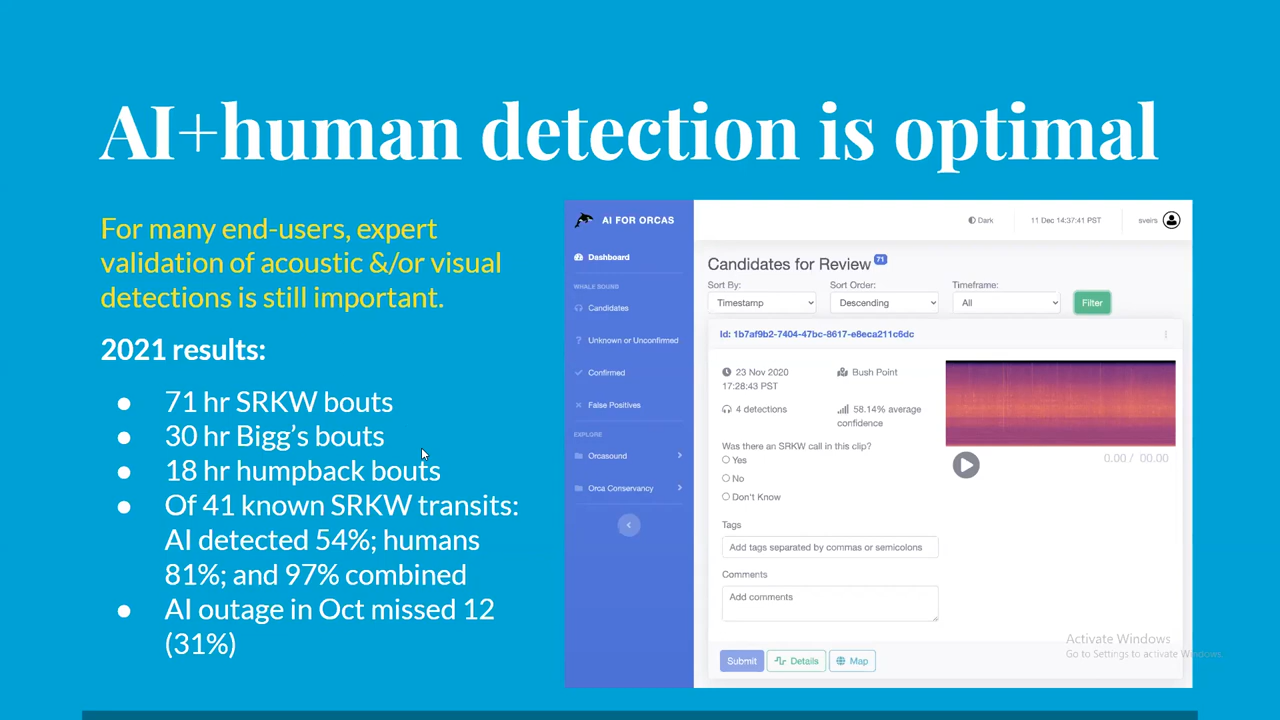 AI+human detection is optimal
For many end-users, expert
validation of acoustic &/or visual
detections is still important.
2021 results:
● 71 hr SRKW bouts
● 30 hr Bigg's bouts
● 18 hr humpback bouts
● Of 41 known SRKW transits:
AI detected 54%; humans
81%; and 97% combined
● AI outage in Oct missed 12
(31%)
AI FOR ORCAS
Dashboard
WHALE SOUND
Candidates
? Unknown or Unconfirmed
Confirmed
False Positives
EXPLORE
Orcasound
Orca Conservancy
Dark
11 Dec 14:37:41 PST
sveirs
Candidates for Review 71
Sort By: Sort Order: Timeframe:
Timestamp Descending All Filter
Id: 1b7af9b2-7404-47bc-8617-e8eca211c6dc
23 Nov 2020 Bush Point
17:28:43 PST
4 detections 58.14% average
confidence
Was there an SRKW call in this clip?
Yes
No
Don't Know
0.00 / 00.00
Tags
Add tags separated by commas or semicolons
Comments
Add comments
Submit Details Map
Activate Windows
Go to Settings to activate Windows.